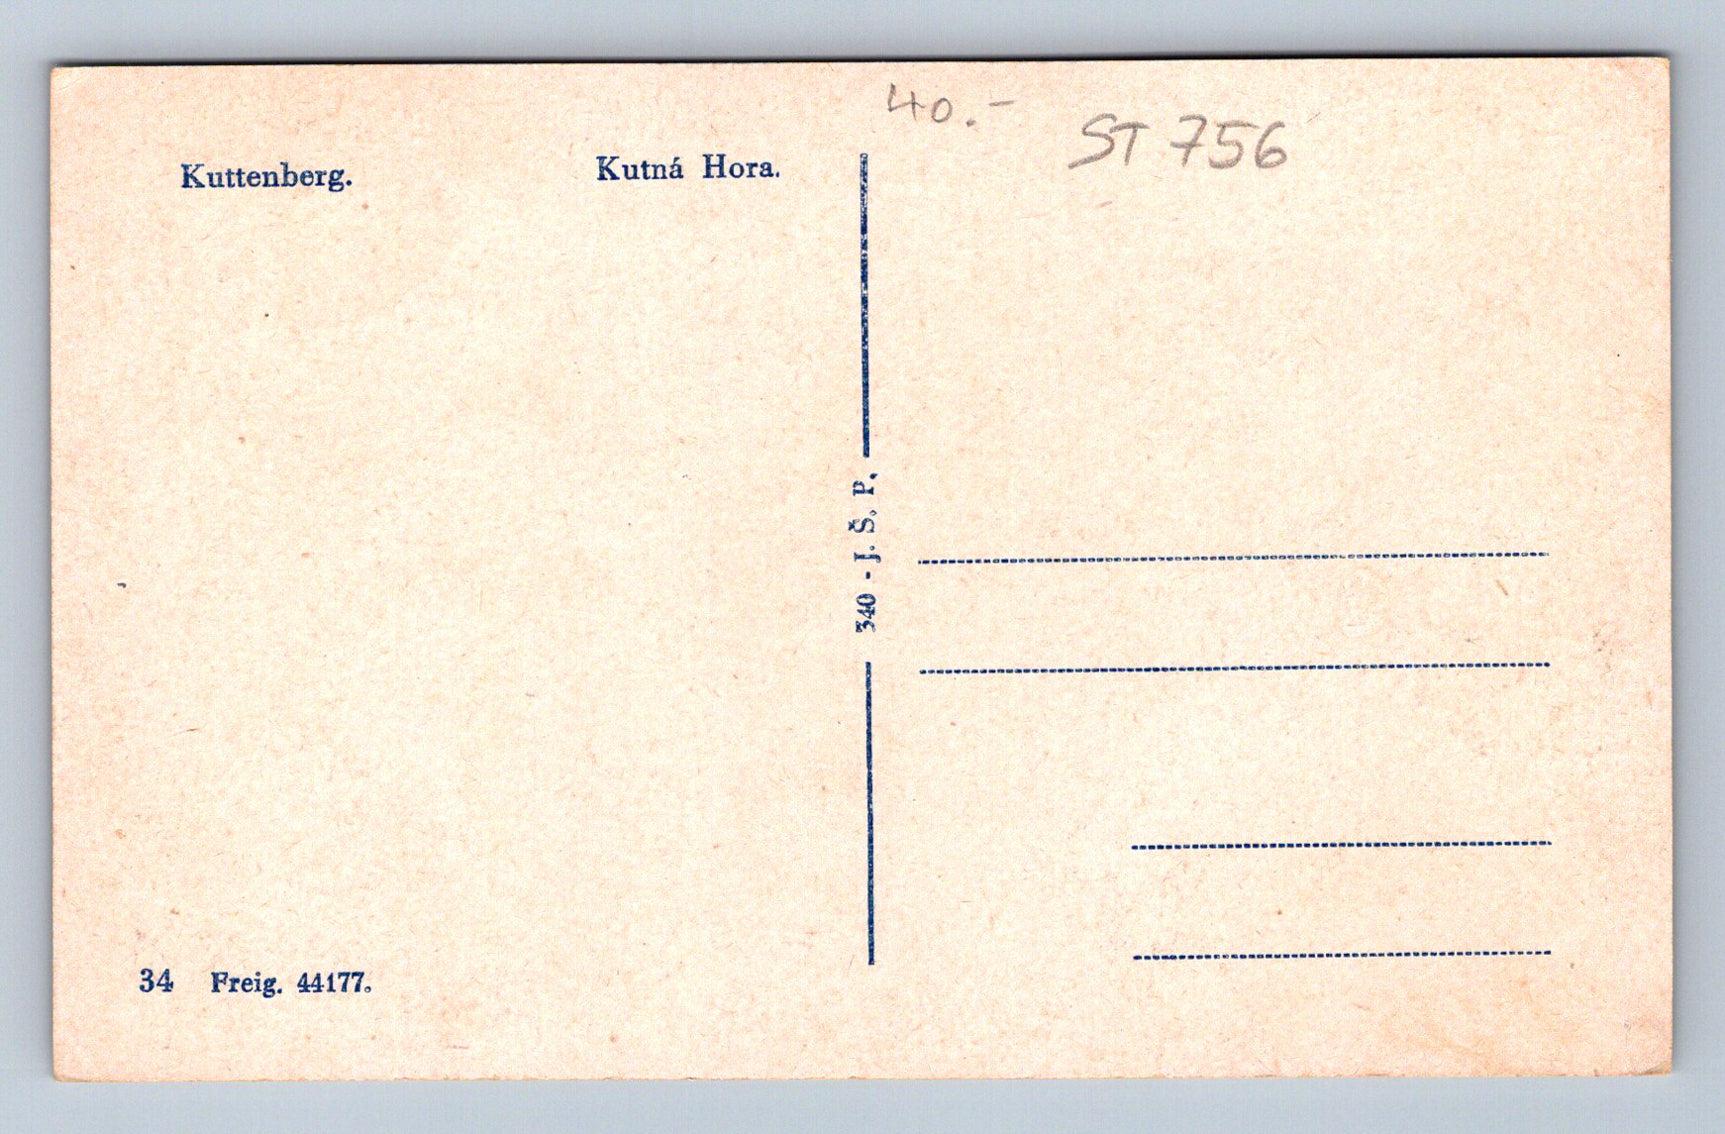 40.-
ST 756
Kuttenberg.
Kutná Hora.
340 - J. Š. P.
34 Freig. 44177.